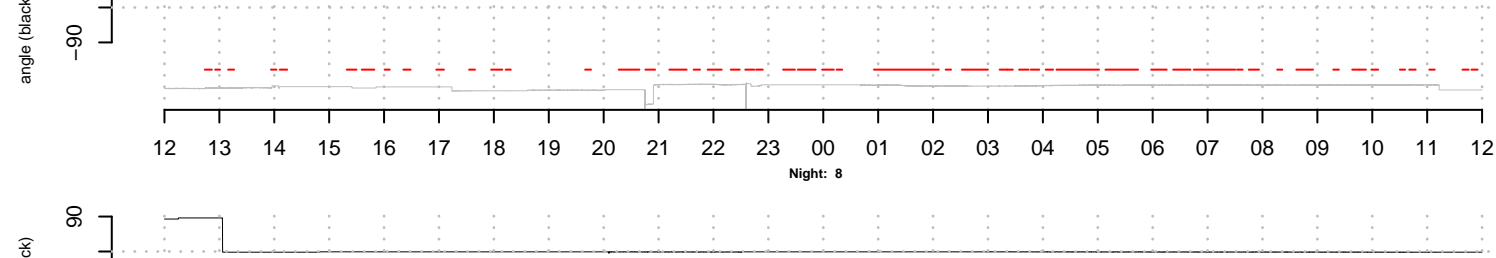 angle (black
−90
12 13 14 15 16 17 18 19 20 21 22 23 00 01 02 03 04 05 06 07 08 09 10 11 12
Night: 8
90
ck)